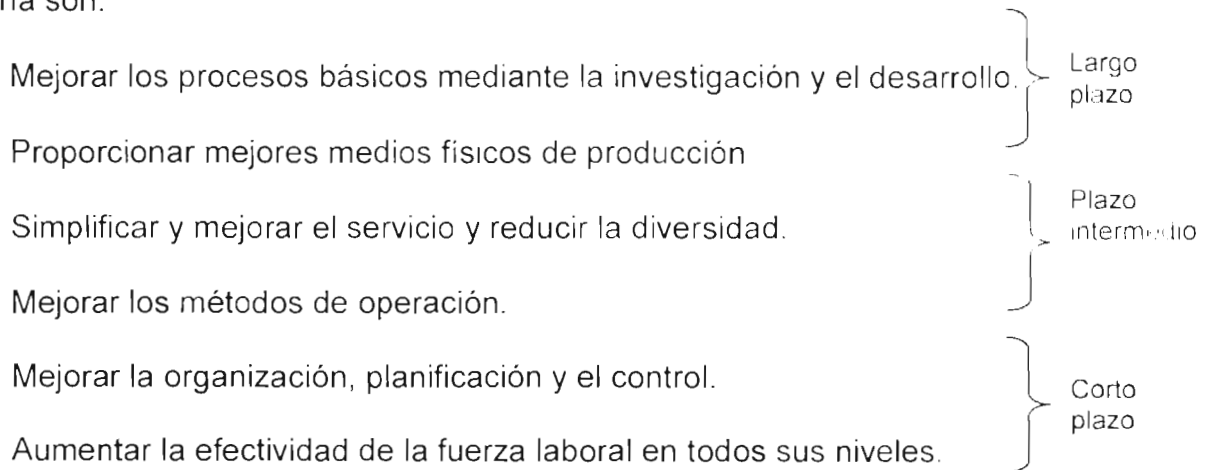 son:
Mejorar los procesos básicos mediante la investigación y el desarrollo.
Largo
plazo
Proporcionar mejores medios físicos de producción
Plazo
intermedio
Simplificar y mejorar el servicio y reducir la diversidad.
Mejorar los métodos de operación.
Mejorar la organización, planificación y el control.
Corto
plazo
Aumentar la efectividad de la fuerza laboral en todos sus niveles.